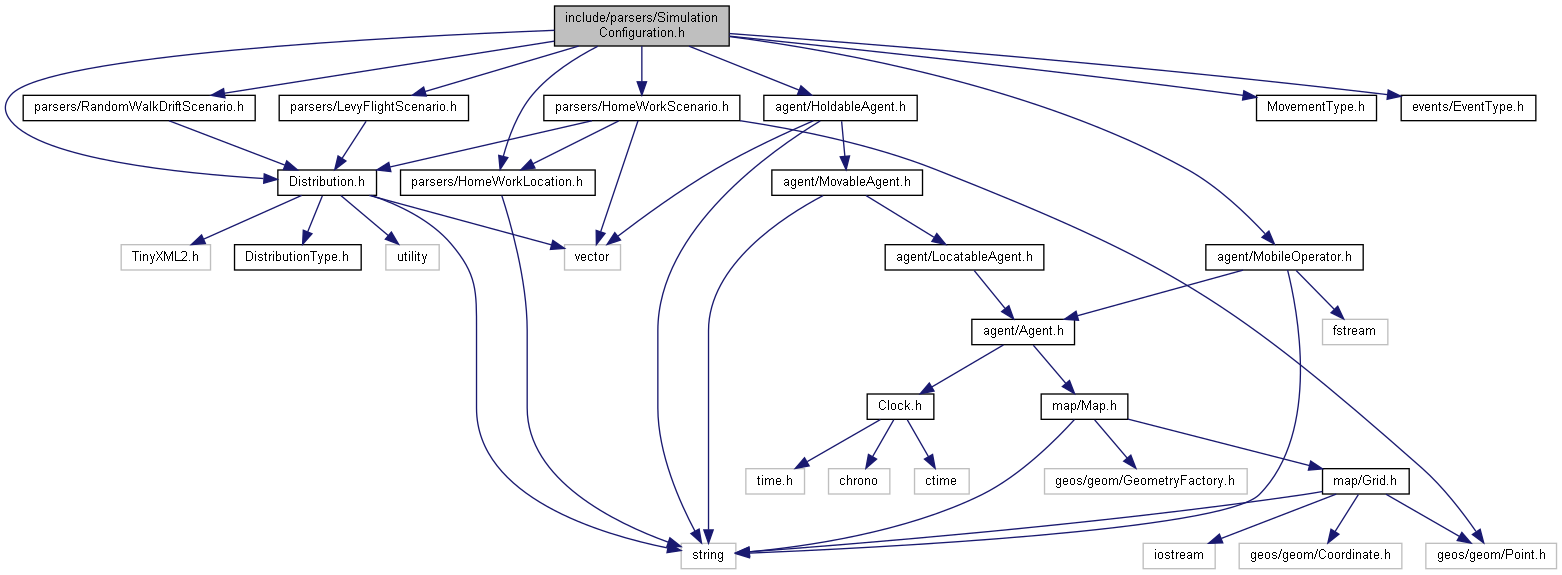 include/parsers/Simulation
Configuration.h
parsers/RandomWalkDriftScenario.h
parsers/LevyFlightScenario.h
parsers/HomeWorkScenario.h
agent/HoldableAgent.h
MovementType.h
events/EventType.h
Distribution.h
parsers/HomeWorkLocation.h
agent/MovableAgent.h
TinyXML2.h
DistributionType.h
utility
vector
agent/LocatableAgent.h
agent/MobileOperator.h
agent/Agent.h
fstream
Clock.h
map/Map.h
time.h
chrono
ctime
geos/geom/GeometryFactory.h
map/Grid.h
string
iostream
geos/geom/Coordinate.h
geos/geom/Point.h